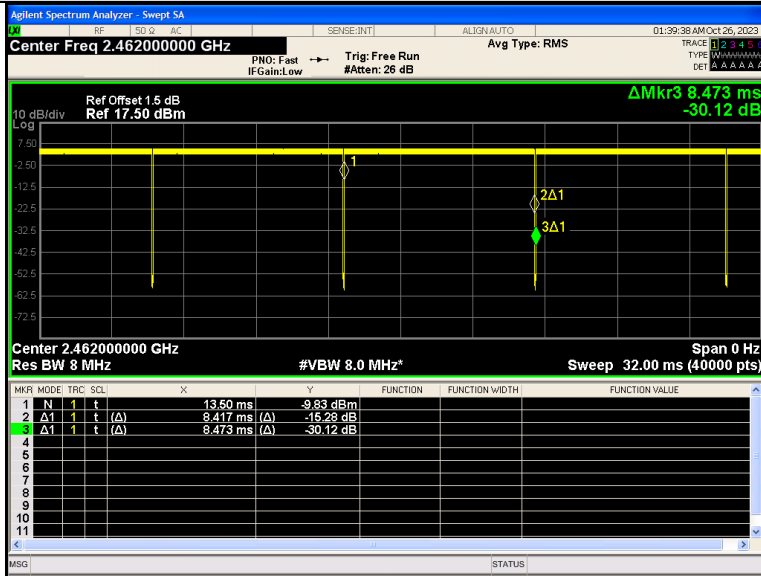 Agilent Spectrum Analyzer - Swept SA
LXI RF 50 Ω AC SENSE:INT ALIGN AUTO 01:39:38 AM Oct 26, 2023
Center Freq 2.462000000 GHz Avg Type: RMS TRACE 1 2 3 4 5 6
PNO: Fast Trig: Free Run TYPE
IFGain:Low #Atten: 26 dB DET A A A A A
ΔMkr3 8.473 ms
-30.12 dB
Ref Offset 1.5 dB
10 dB/div Ref 17.50 dBm
Log
7.50
-2.50
-12.5
-22.5
-32.5
-42.5
-52.5
-62.5
-72.5
1
2Δ1
3Δ1
Center 2.462000000 GHz Span 0 Hz
Res BW 8 MHz #VBW 8.0 MHz* Sweep 32.00 ms (40000 pts)
MKR MODE TRC SCL X Y FUNCTION FUNCTION WIDTH FUNCTION VALUE
1 N 1 t 13.50 ms -9.83 dBm
2 Δ1 1 t (Δ) 8.417 ms (Δ) -15.28 dB
3 Δ1 1 t (Δ) 8.473 ms (Δ) -30.12 dB
4
5
6
7
8
9
10
11
MSG STATUS